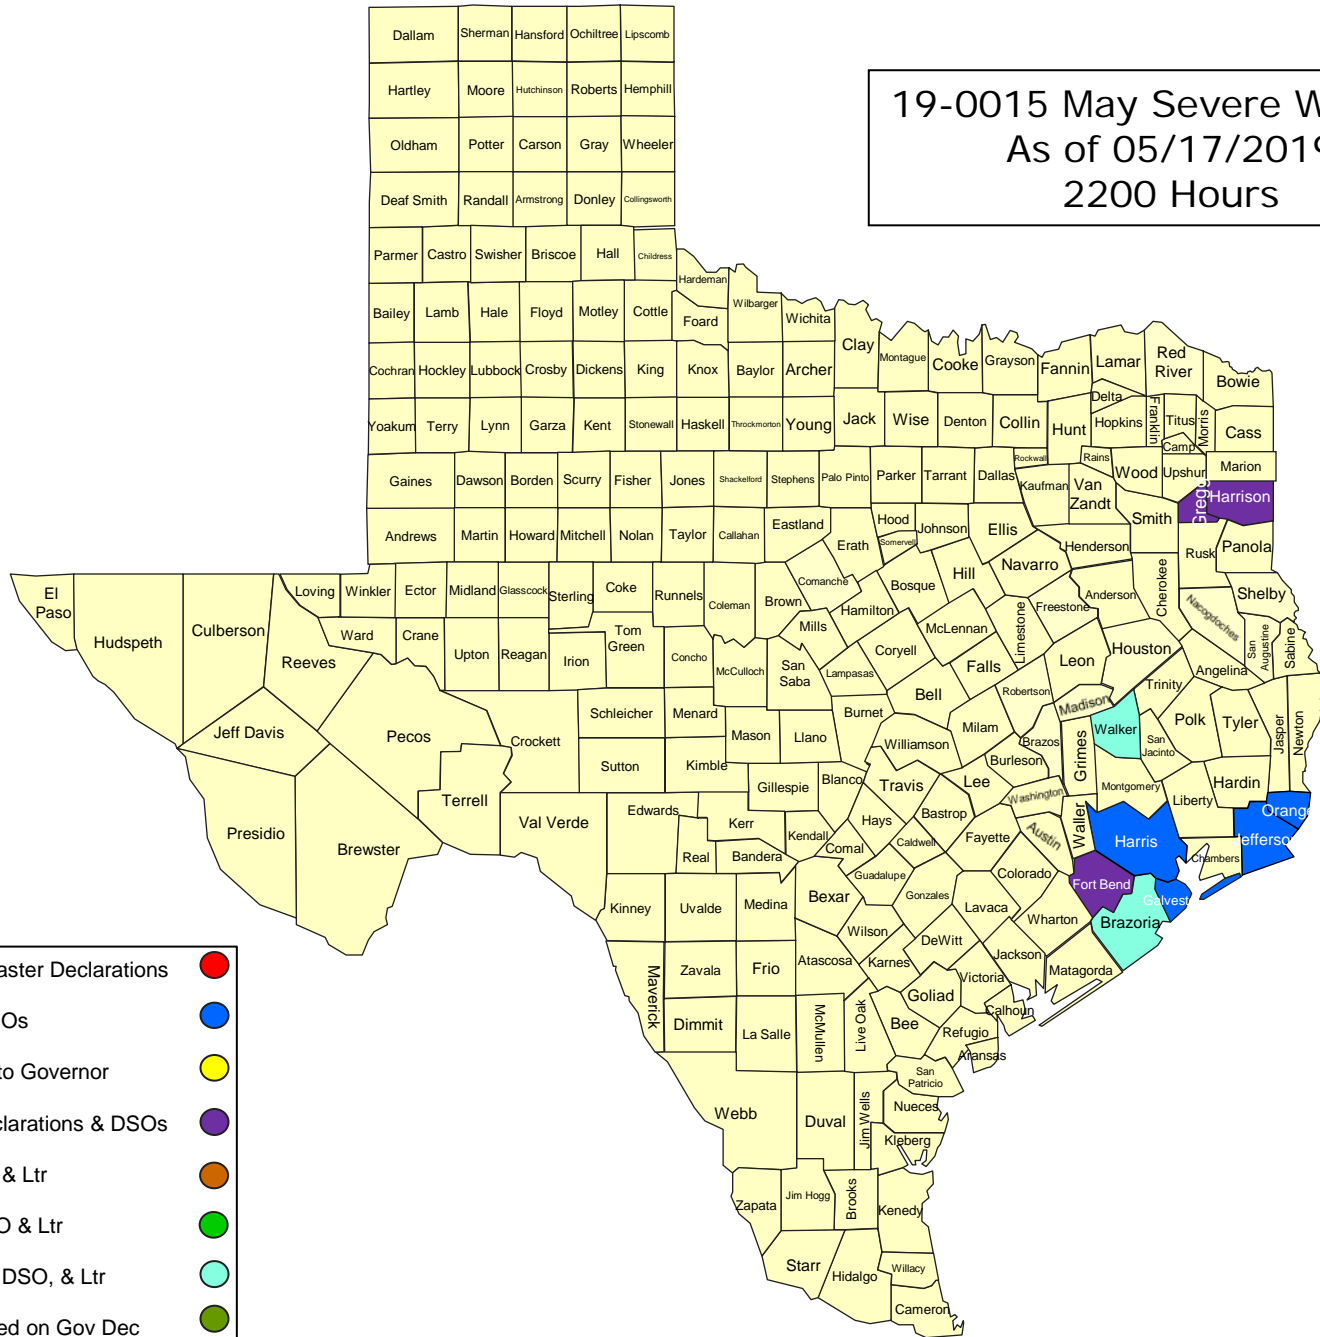 Dallam Sherman Hansford Ochiltree Lipscomb
Hartley Moore Hutchinson Roberts Hemphill
19-0015 May Severe W
As of 05/17/2019
2200 Hours
Oldham Potter Carson Gray Wheeler
Deaf Smith Randall Armstrong Donley Collingsworth
Parmer Castro Swisher Briscoe Hall Childress
Hardeman
Bailey Lamb Hale Floyd Motley Cottle Foard Wilbarger Wichita
Clay Montague Cooke Grayson Fannin Lamar Red
River Bowie
Cochran Hockley Lubbock Crosby Dickens King Knox Baylor Archer
Delta
Yoakum Terry Lynn Garza Kent Stonewall Haskell Throckmorton Young Jack Wise Denton Collin Hunt Hopkins Franklin Titus Morris Cass
Camp
Gaines Dawson Borden Scurry Fisher Jones Shackelford Stephens Palo Pinto Parker Tarrant Dallas Rockwall Rains Wood Upshur Marion
Kaufman Van
Zandt Gregg Harrison
Andrews Martin Howard Mitchell Nolan Taylor Callahan Eastland Erath Hood Johnson Ellis Smith
Somervell Henderson Rusk Panola
El
Paso Hudspeth Culberson Loving Winkler Ector Midland Glasscock Sterling Coke Runnels Coleman Brown Comanche Bosque Hill Navarro Anderson Cherokee Shelby
Hamilton Freestone Limestone Nacogdoches
Reeves Ward Crane Upton Reagan Irion Tom
Green Concho McCulloch San
Saba Mills Lampasas Coryell McLennan Falls Leon Houston Angelina San
Augustine Sabine
Jeff Davis Pecos Crockett Schleicher Menard Mason Llano Burnet Bell Milam Robertson Madison Trinity Polk Tyler Jasper Newton
Walker San
Jacinto
Terrell Sutton Kimble Gillespie Blanco Williamson Travis Lee Burleson Brazos Grimes Montgomery Liberty Hardin
Presidio Brewster Val Verde Edwards Kerr Kendall Hays Bastrop Washington Waller Orange
Real Bandera Comal Caldwell Fayette Austin Harris Chambers Jefferso
Kinney Uvalde Medina Bexar Guadalupe Gonzales Lavaca Colorado Fort Bend Galvest
Wilson DeWitt Wharton Brazoria
Maverick Zavala Frio Atascosa Karnes Jackson Matagorda
Victoria
Goliad Calhoun
Dimmit La Salle McMullen Live Oak Bee Refugio
Aransas
San
Patricio
Webb Duval Jim Wells Nueces
Kleberg
Zapata Jim Hogg Brooks Kenedy
Starr Hidalgo Willacy
Cameron
aster Declarations
Os
to Governor
clarations & DSOs
& Ltr
O & Ltr
DSO, & Ltr
ed on Gov Dec